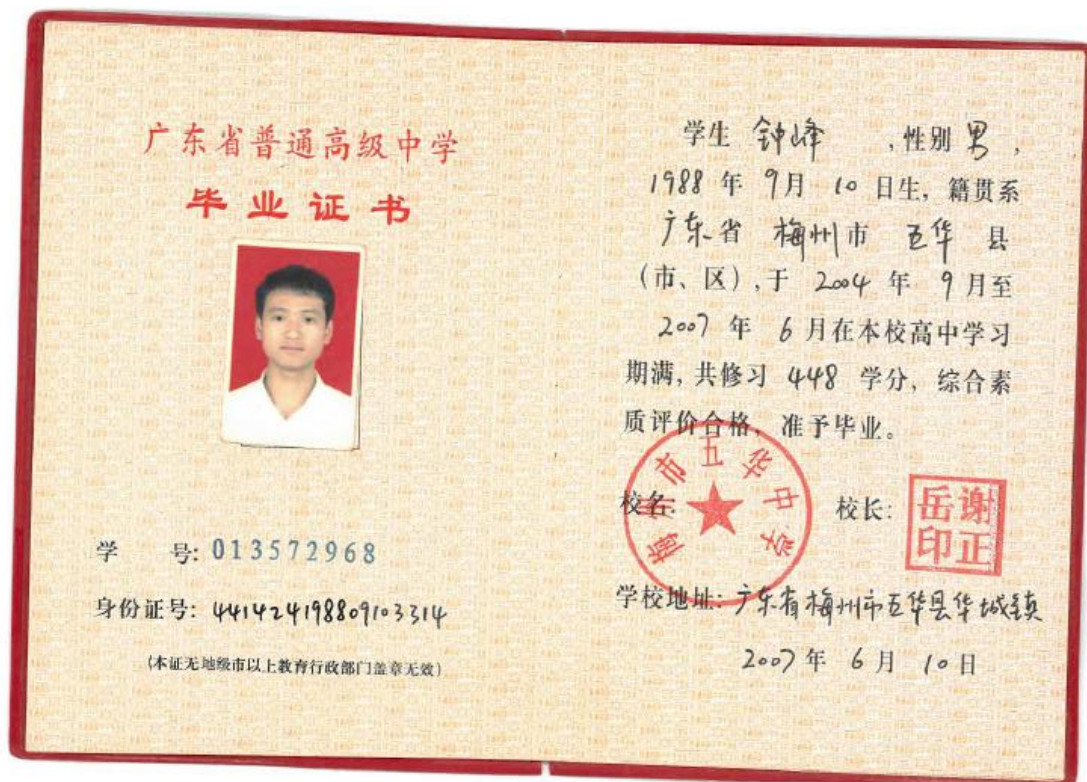 广东省普通高级中学
毕业证书
学 号: 013572968
身份证号: 441424198809103314
(本证无地级市以上教育行政部门盖章无效)
学生 钟峰 , 性别 男 ,
1988 年 9月 10 日生, 籍贯系
广东省 梅州市 五华 县
(市、区), 于 2004 年 9 月至
2007 年 6 月在本校高中学习
期满, 共修习 448 学分, 综合素
质评价合格, 准予毕业。
梅州市五华中学
校名: 校长:
谢正岳印
学校地址: 广东省梅州市五华县华城镇
2007 年 6 月 10 日